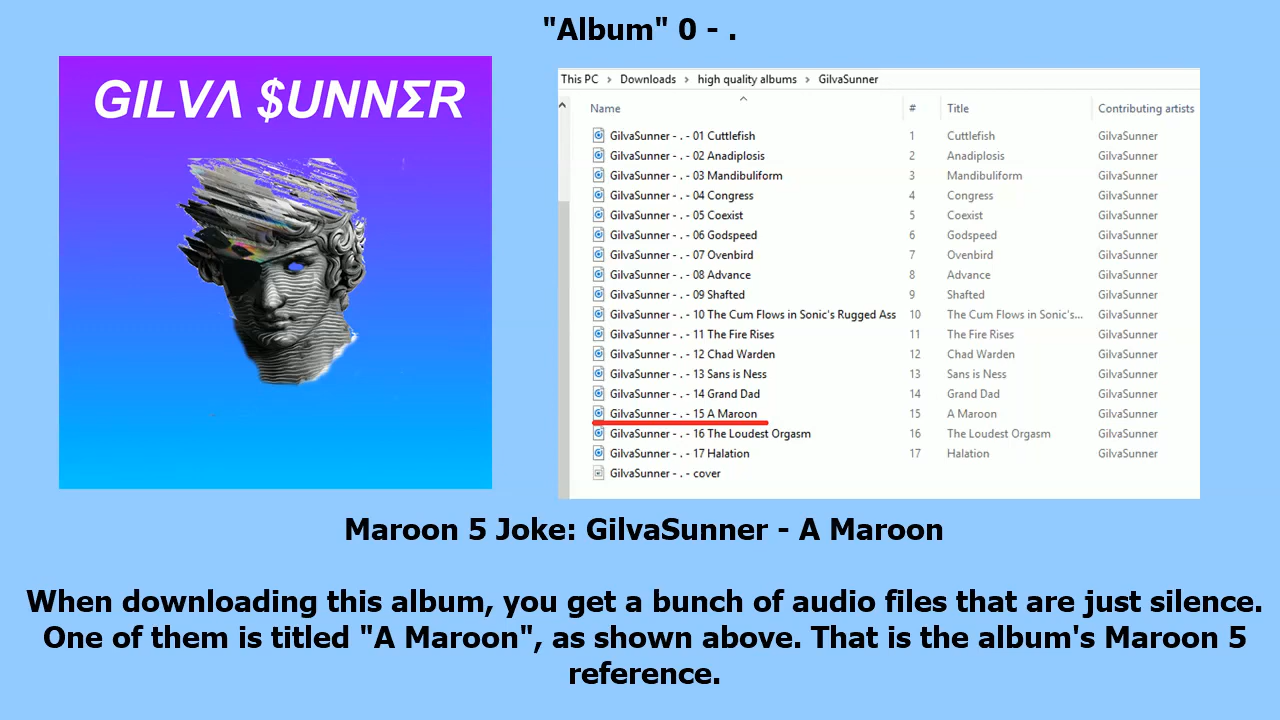 "Album" 0 - .
GILVΛ $UNNΣR
This PC > Downloads > high quality albums > GilvaSunner
Name # Title Contributing artists
GilvaSunner - . - 01 Cuttlefish 1 Cuttlefish GilvaSunner
GilvaSunner - . - 02 Anadiplosis 2 Anadiplosis GilvaSunner
GilvaSunner - . - 03 Mandibuliform 3 Mandibuliform GilvaSunner
GilvaSunner - . - 04 Congress 4 Congress GilvaSunner
GilvaSunner - . - 05 Coexist 5 Coexist GilvaSunner
GilvaSunner - . - 06 Godspeed 6 Godspeed GilvaSunner
GilvaSunner - . - 07 Ovenbird 7 Ovenbird GilvaSunner
GilvaSunner - . - 08 Advance 8 Advance GilvaSunner
GilvaSunner - . - 09 Shafted 9 Shafted GilvaSunner
GilvaSunner - . - 10 The Cum Flows in Sonic's Rugged Ass 10 The Cum Flows in Sonic's... GilvaSunner
GilvaSunner - . - 11 The Fire Rises 11 The Fire Rises GilvaSunner
GilvaSunner - . - 12 Chad Warden 12 Chad Warden GilvaSunner
GilvaSunner - . - 13 Sans is Ness 13 Sans is Ness GilvaSunner
GilvaSunner - . - 14 Grand Dad 14 Grand Dad GilvaSunner
GilvaSunner - . - 15 A Maroon 15 A Maroon GilvaSunner
GilvaSunner - . - 16 The Loudest Orgasm 16 The Loudest Orgasm GilvaSunner
GilvaSunner - . - 17 Halation 17 Halation GilvaSunner
GilvaSunner - . - cover
Maroon 5 Joke: GilvaSunner - A Maroon
When downloading this album, you get a bunch of audio files that are just silence.
One of them is titled "A Maroon", as shown above. That is the album's Maroon 5
reference.